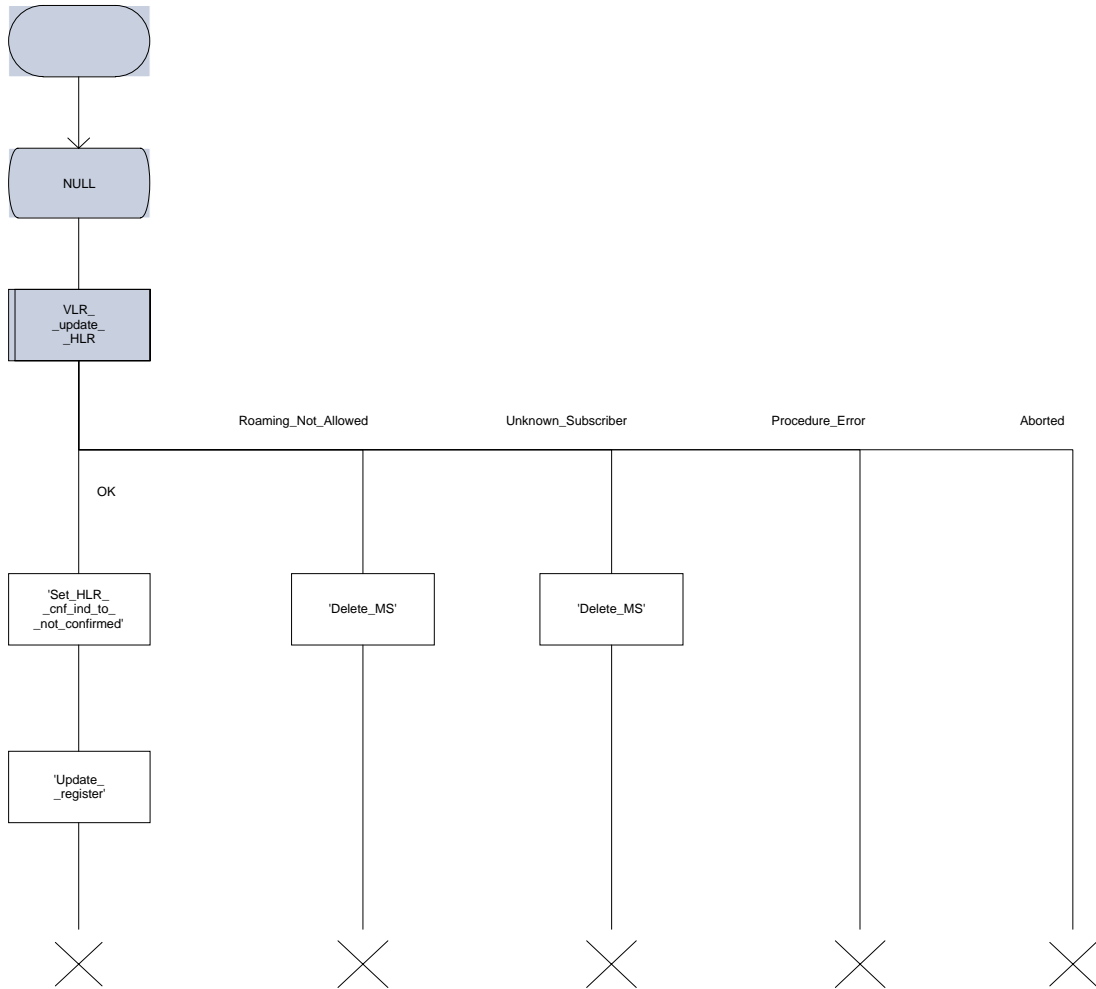 NULL
VLR_
_update_
_HLR
Roaming_Not_Allowed
Unknown_Subscriber
Procedure_Error
Aborted
OK
'Set_HLR_
_cnf_ind_to_
_not_confirmed'
'Delete_MS'
'Delete_MS'
'Update_
_register'